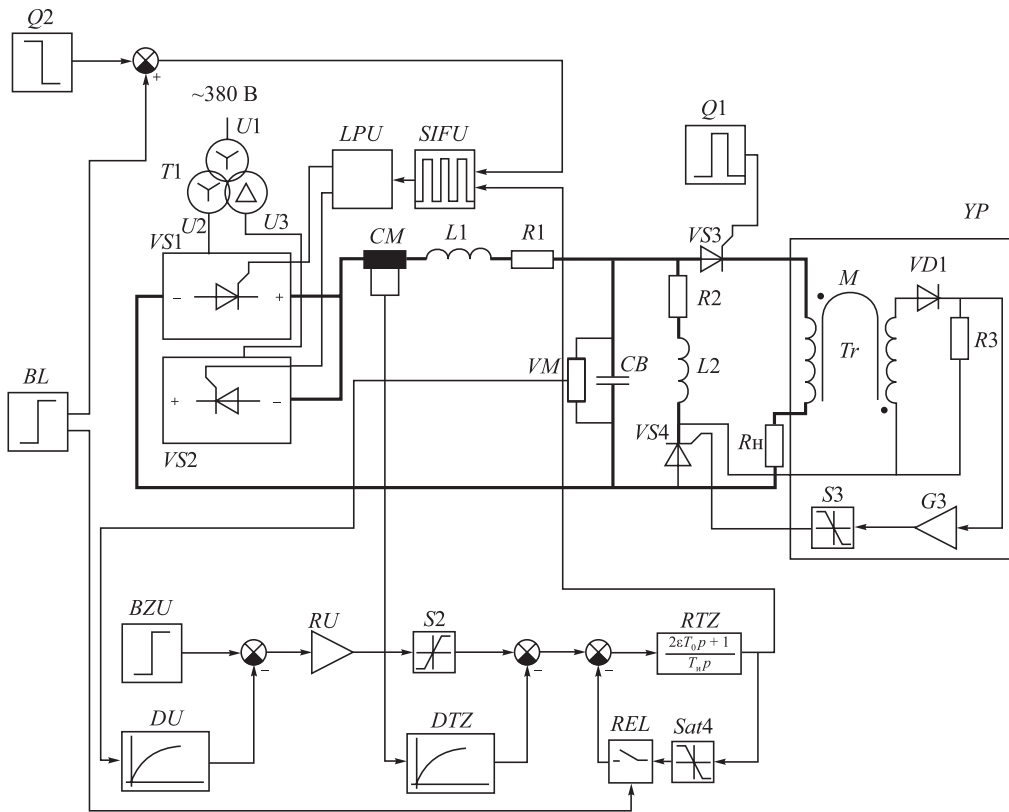 Q2
+
~380 В
U1
T1
U2
U3
LPU
SIFU
Q1
YP
VS1
–
+
CM
L1
R1
VS3
VD1
M
R2
R3
Tr
VM
CB
L2
+
–
VS2
BL
VS4
Rн
S3
G3
BZU
RU
S2
RTZ
2εT₀p + 1
Tиp
–
–
–
DU
DTZ
REL
Sat4